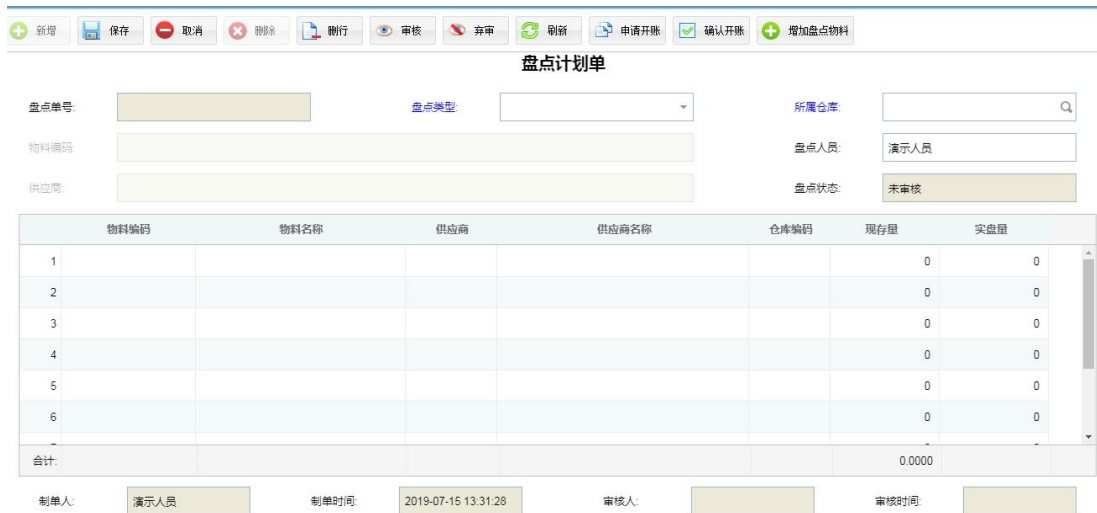 新增 保存 取消 删除 删行 审核 弃审 刷新 申请开账 确认开账 增加盘点物料
盘点计划单
盘点单号: 盘点类型: 所属仓库:
物料编码: 盘点人员: 演示人员
供应商: 盘点状态: 未审核
物料编码 物料名称 供应商 供应商名称 仓库编码 现存量 实盘量
1 0 0
2 0 0
3 0 0
4 0 0
5 0 0
6 0 0
合计: 0.0000
制单人: 演示人员 制单时间: 2019-07-15 13:31:28 审核人: 审核时间: